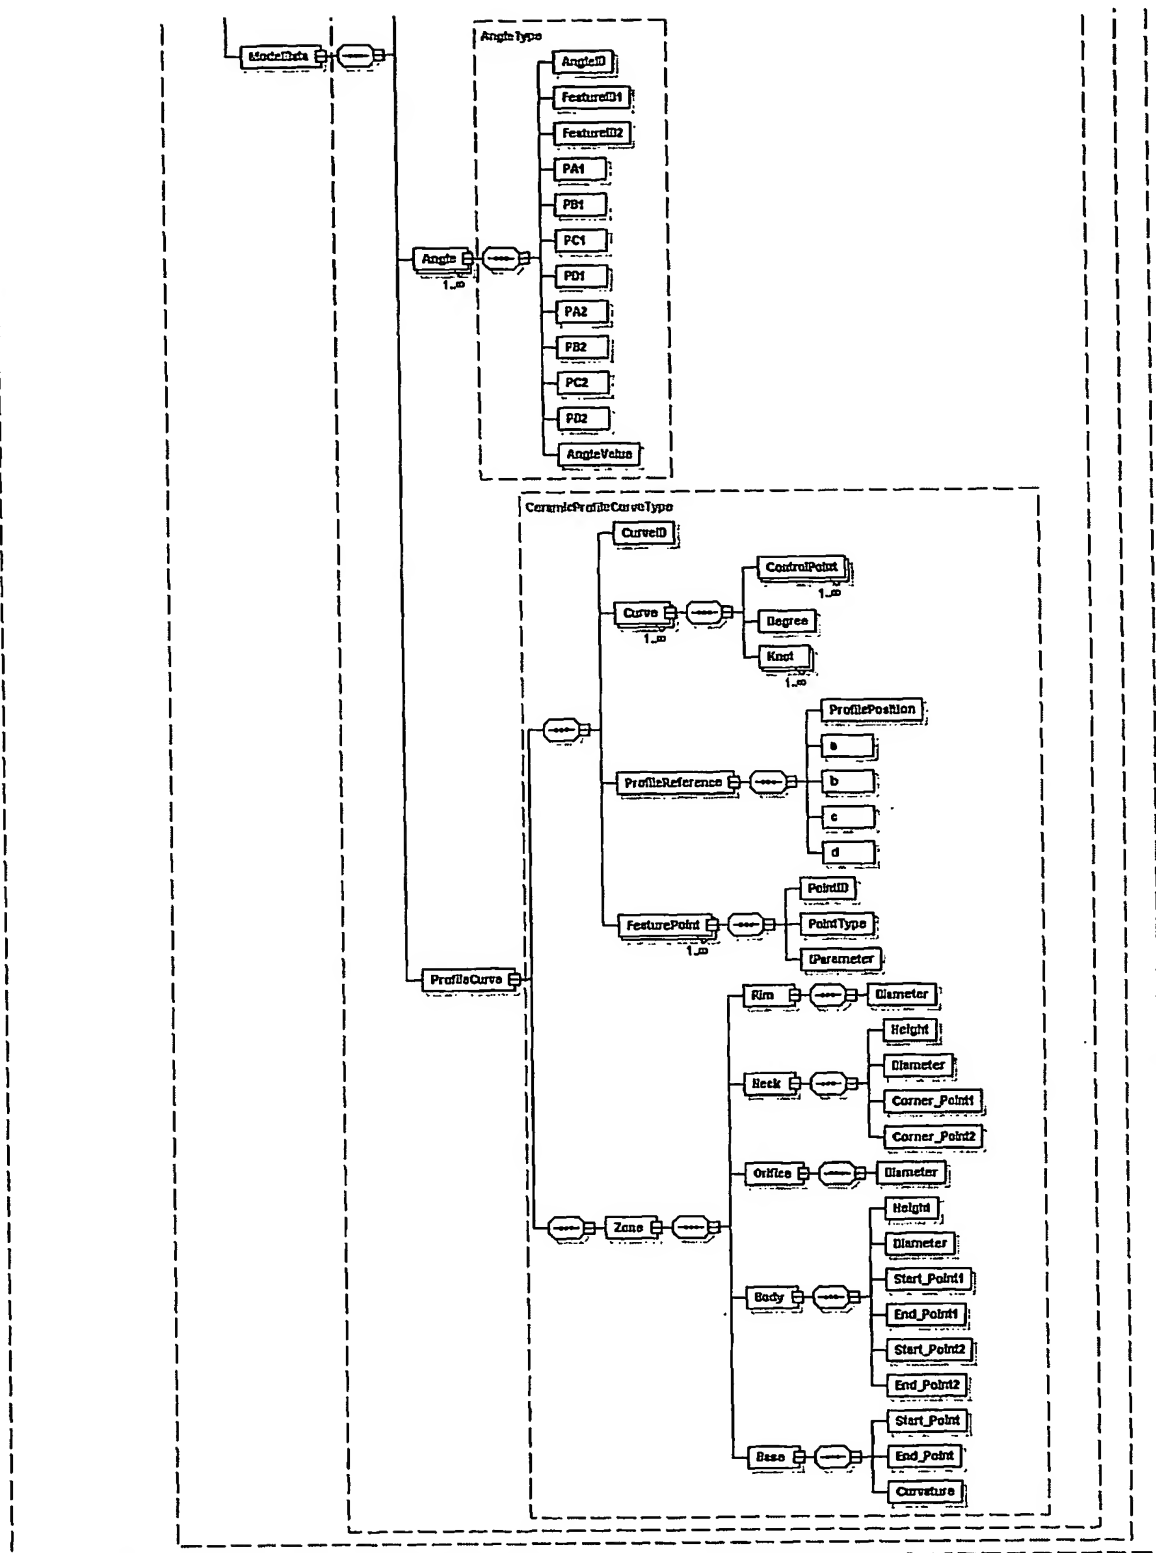 AngleType
ModelData
AngleID
FeatureID1
FeatureID2
PA1
PB1
PC1
PD1
Angle
1..∞
PA2
PB2
PC2
PD2
AngleValue
CeramicProfileCurveType
CurveID
ControlPoint
1..∞
Curve
1..∞
Degree
Knot
1..∞
ProfilePosition
a
ProfileReference
b
c
d
PointID
FeaturePoint
1..∞
PointType
tParameter
ProfileCurve
Rim
Diameter
Height
Diameter
Neck
Corner_Point1
Corner_Point2
Orifice
Diameter
Height
Zone
Diameter
Start_Point1
Body
End_Point1
Start_Point2
End_Point2
Start_Point
Base
End_Point
Curvature